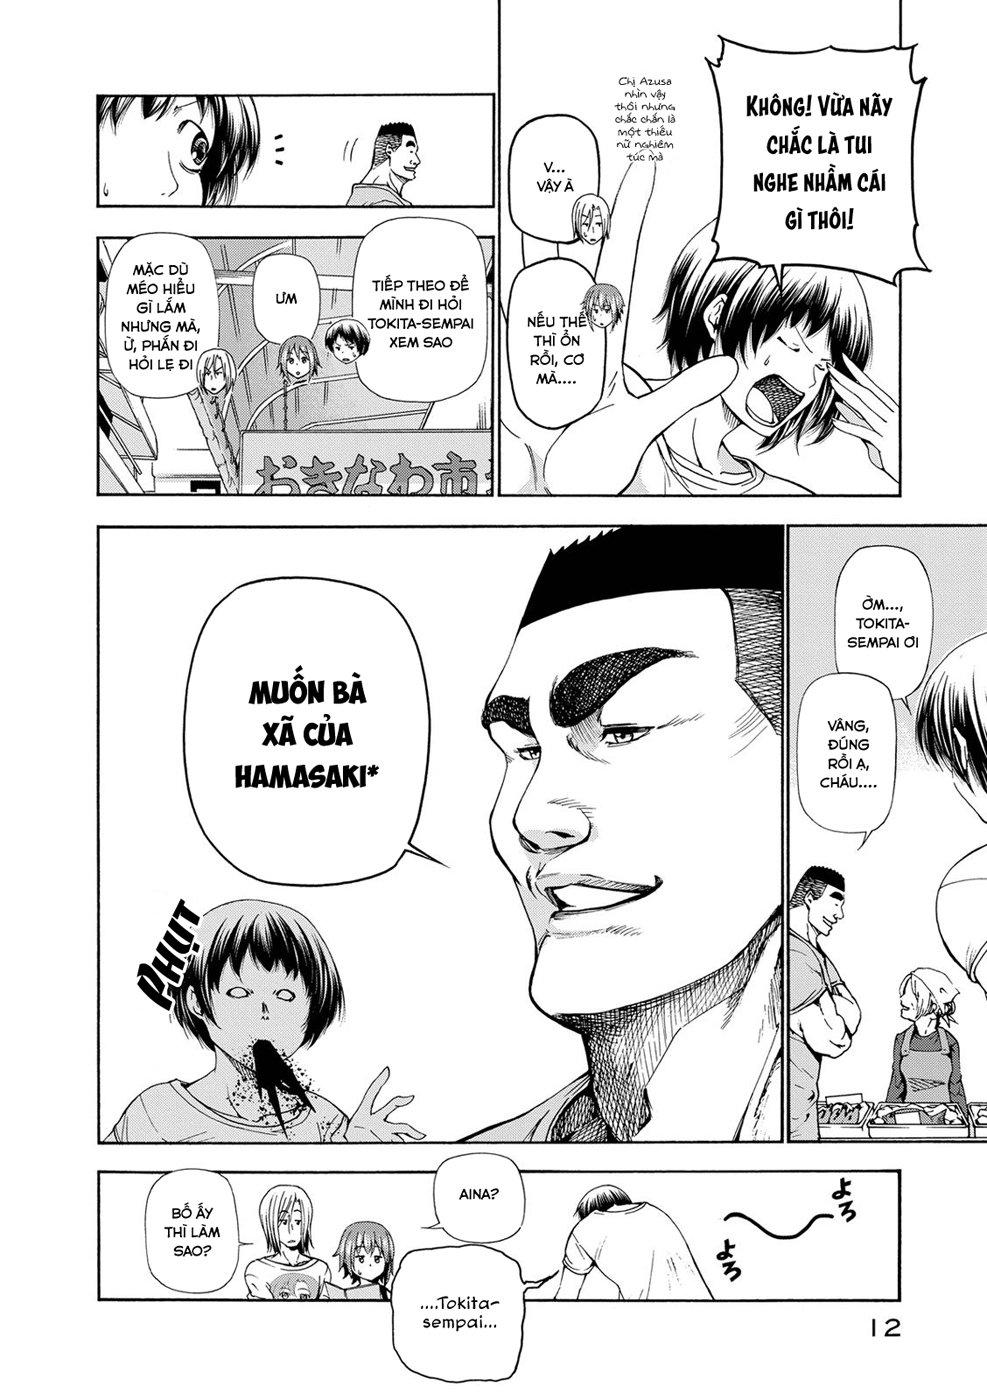 KHÔNG! VỪA NÃY
CHẮC LÀ TUI
NGHE NHẦM CÁI
GÌ THÔI!
Chị Azusa
nhìn vậy
thôi nhưng
chắc chắn là
một thiếu
nữ nghiêm
túc mà
V...
VẬY À
NẾU THẾ
THÌ ỔN
RỒI, CƠ
MÀ....
TIẾP THEO ĐỂ
MÌNH ĐI HỎI
TOKITA-SEMPAI
XEM SAO
ƯM
MẶC DÙ
MÉO HIỂU
GÌ LẮM
NHƯNG MÀ,
Ừ, PHẮN ĐI
HỎI LẸ ĐI
おきなわ市
ỜM...,
TOKITA-
SEMPAI ƠI
VÂNG,
ĐÚNG
RỒI Ạ,
CHÁU....
MUỐN BÀ
XÃ CỦA
HAMASAKI*
PHỤT
よろ
よろ
....Tokita-
sempai...
AINA?
BỐ ẤY
THÌ LÀM
SAO?
12